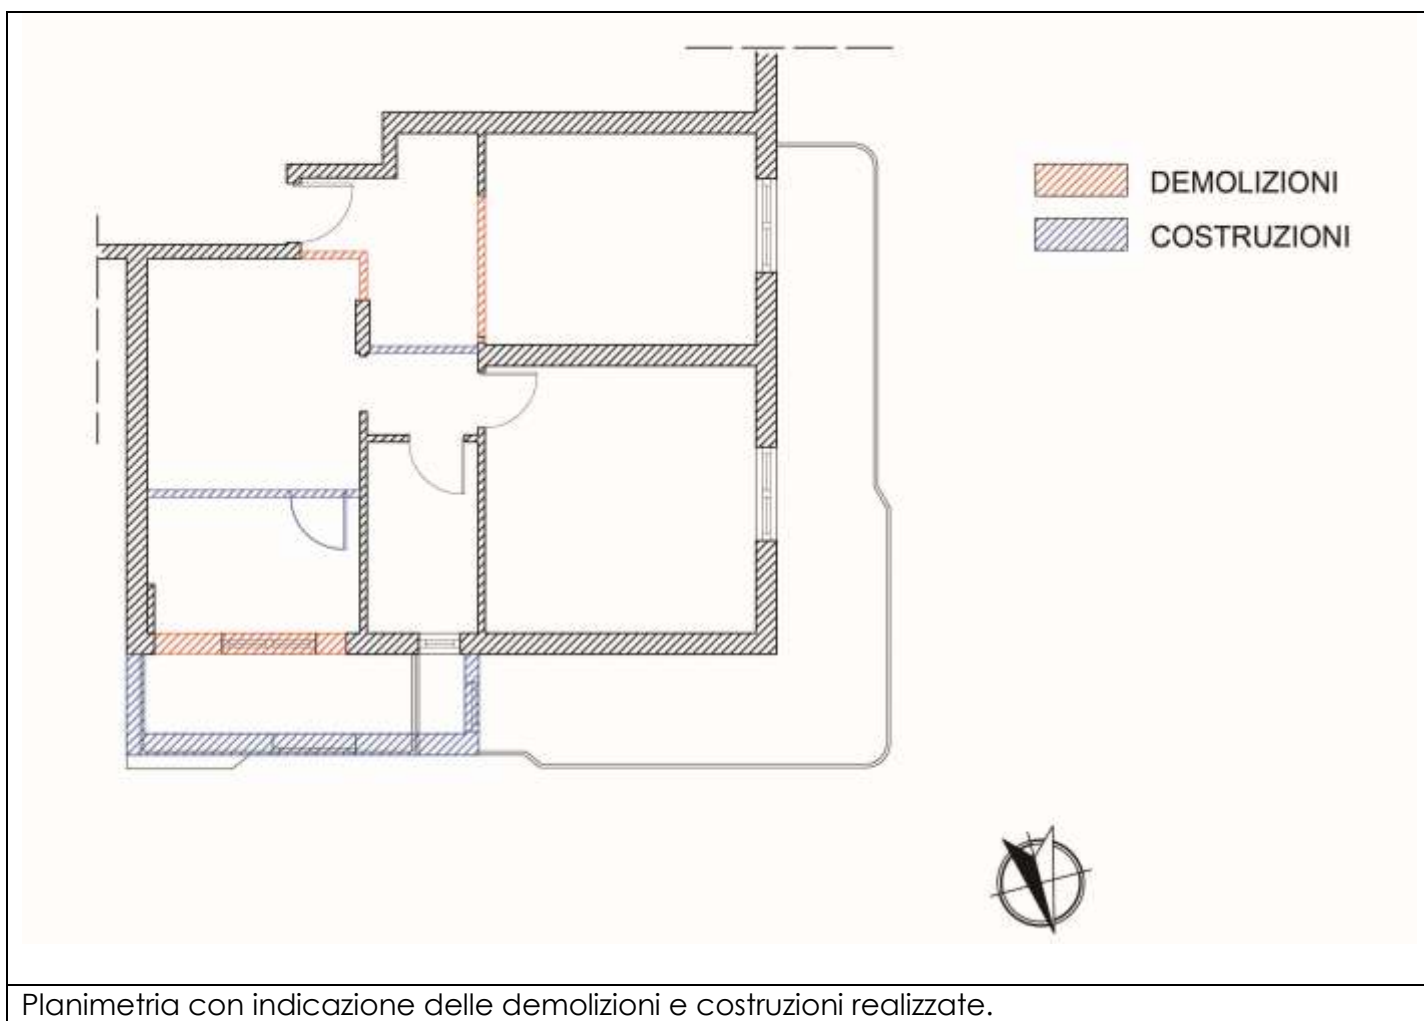 DEMOLIZIONI
COSTRUZIONI
Planimetria con indicazione delle demolizioni e costruzioni realizzate.